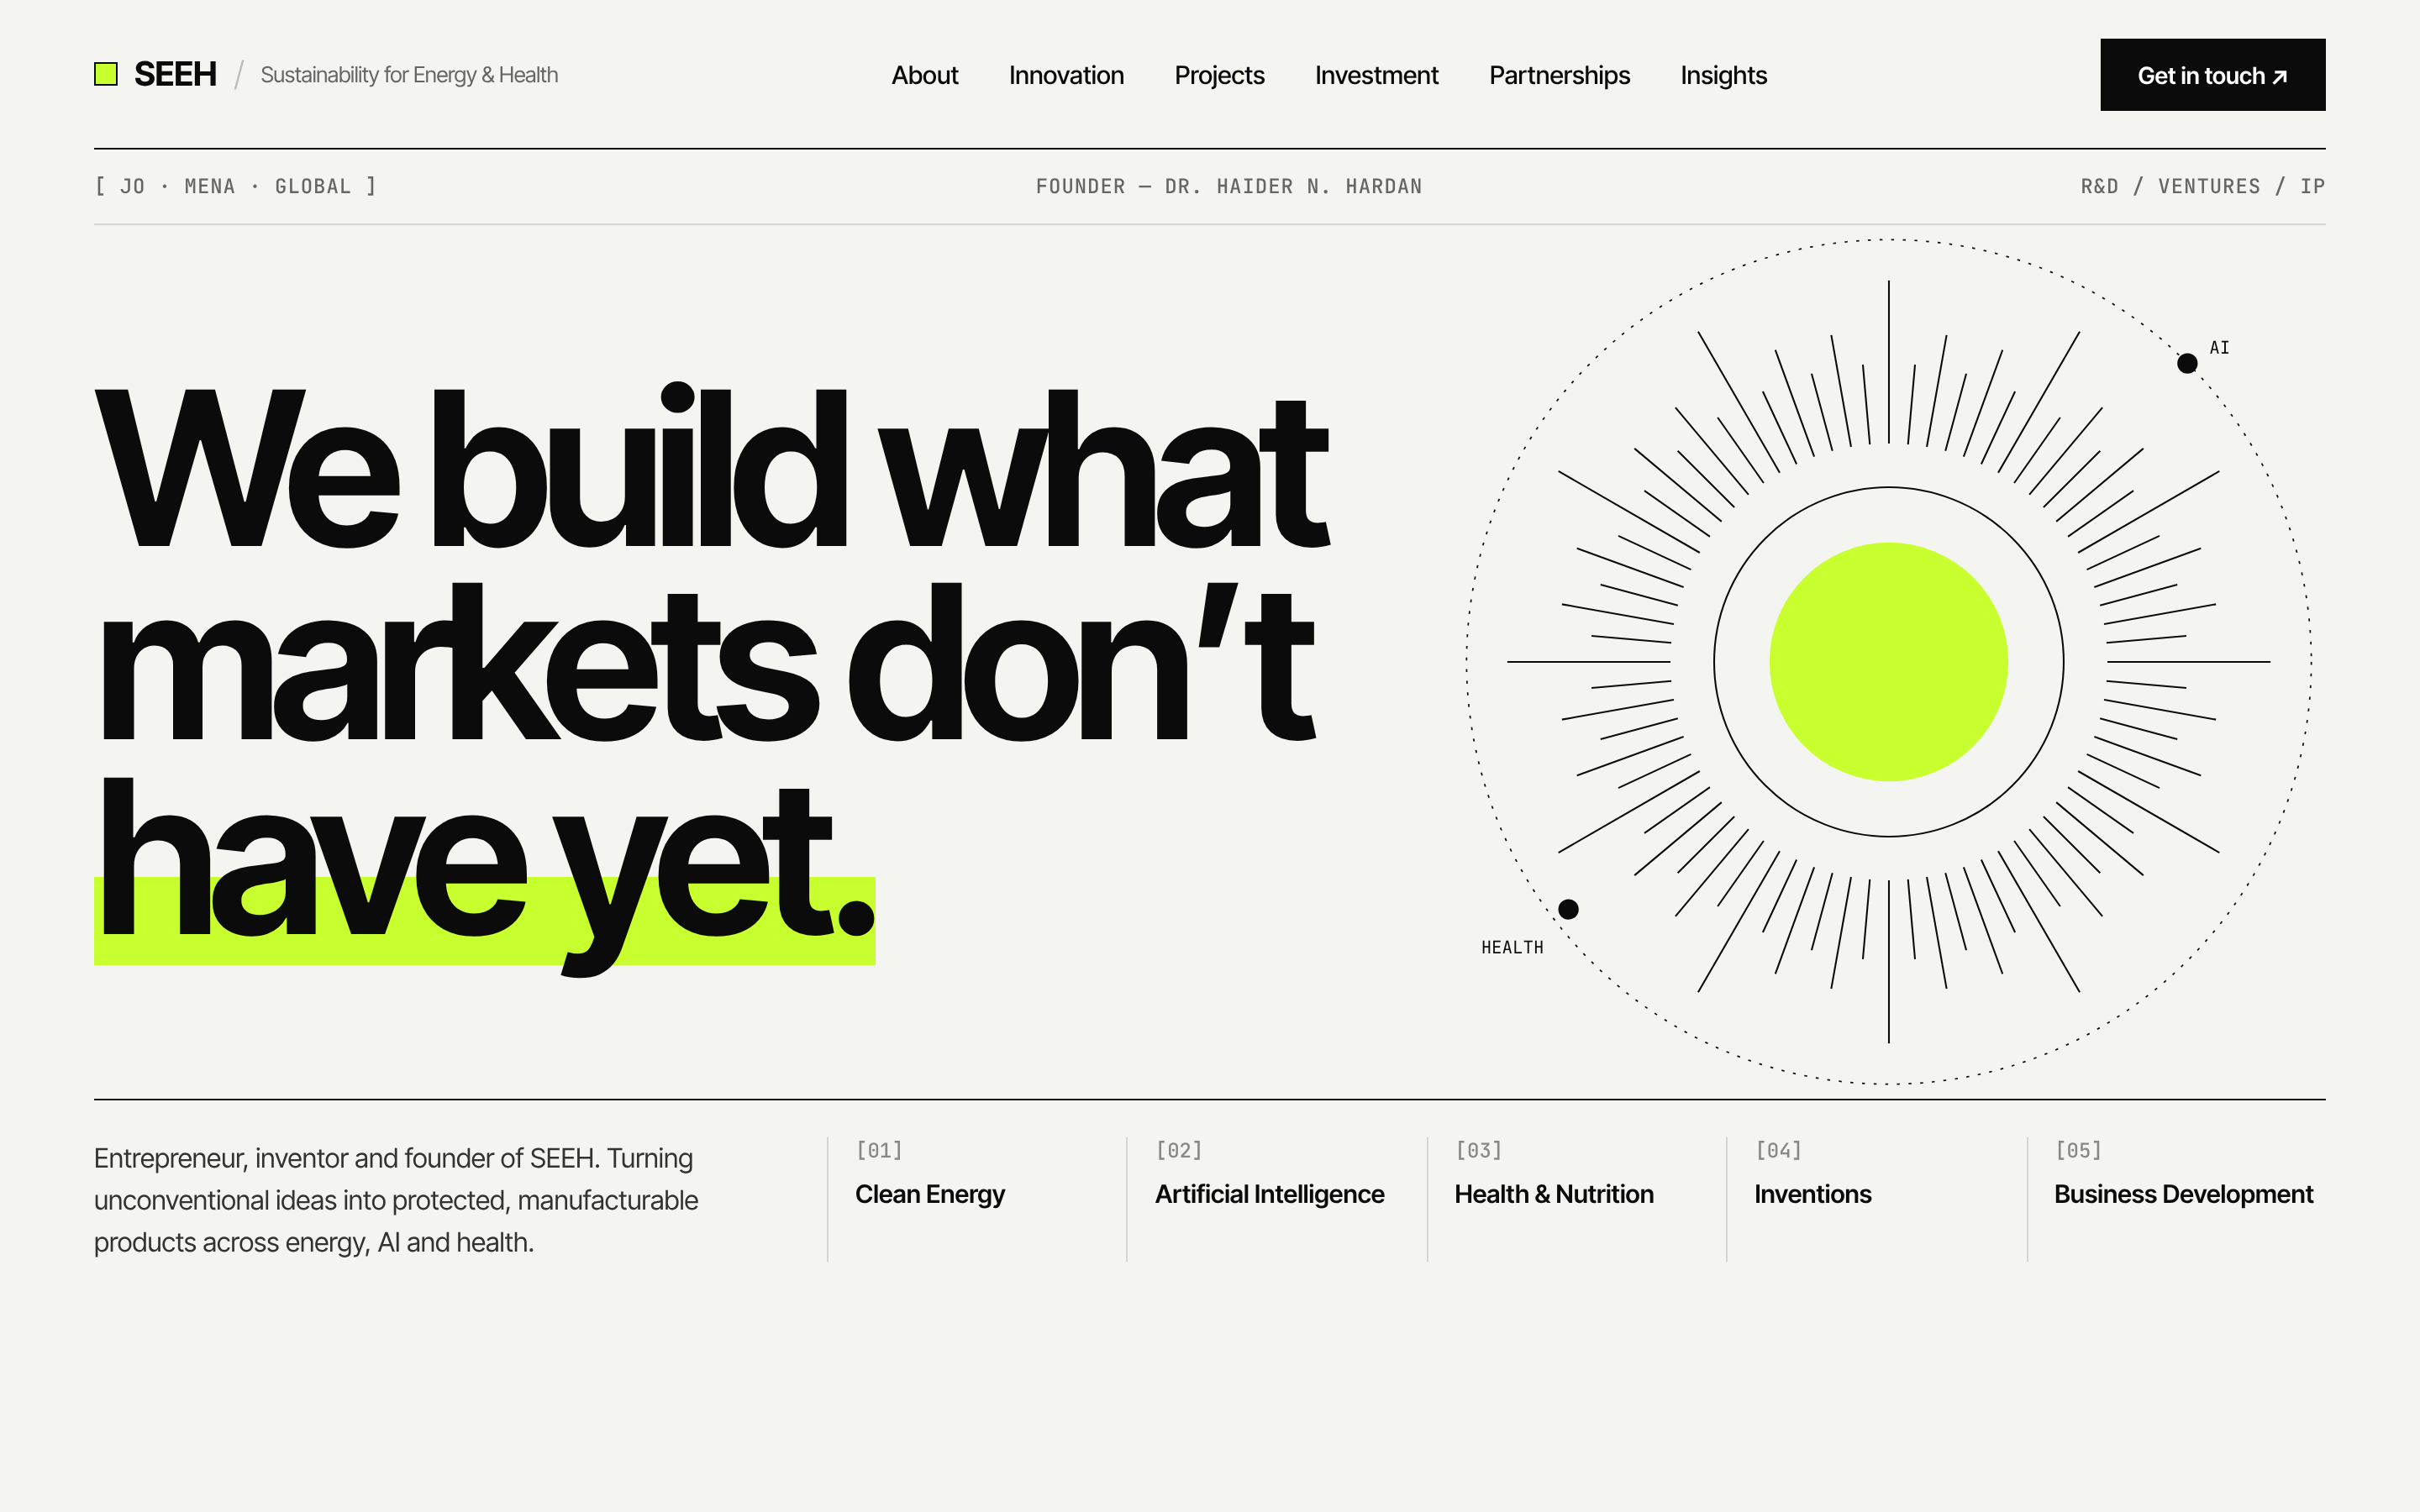 SEEH / Sustainability for Energy & Health
About Innovation Projects Investment Partnerships Insights
Get in touch ↗
[ JO · MENA · GLOBAL ]
FOUNDER — DR. HAIDER N. HARDAN
R&D / VENTURES / IP
We build what
markets don’t
have yet.
AI
HEALTH
Entrepreneur, inventor and founder of SEEH. Turning
unconventional ideas into protected, manufacturable
products across energy, AI and health.
[01]
Clean Energy
[02]
Artificial Intelligence
[03]
Health & Nutrition
[04]
Inventions
[05]
Business Development